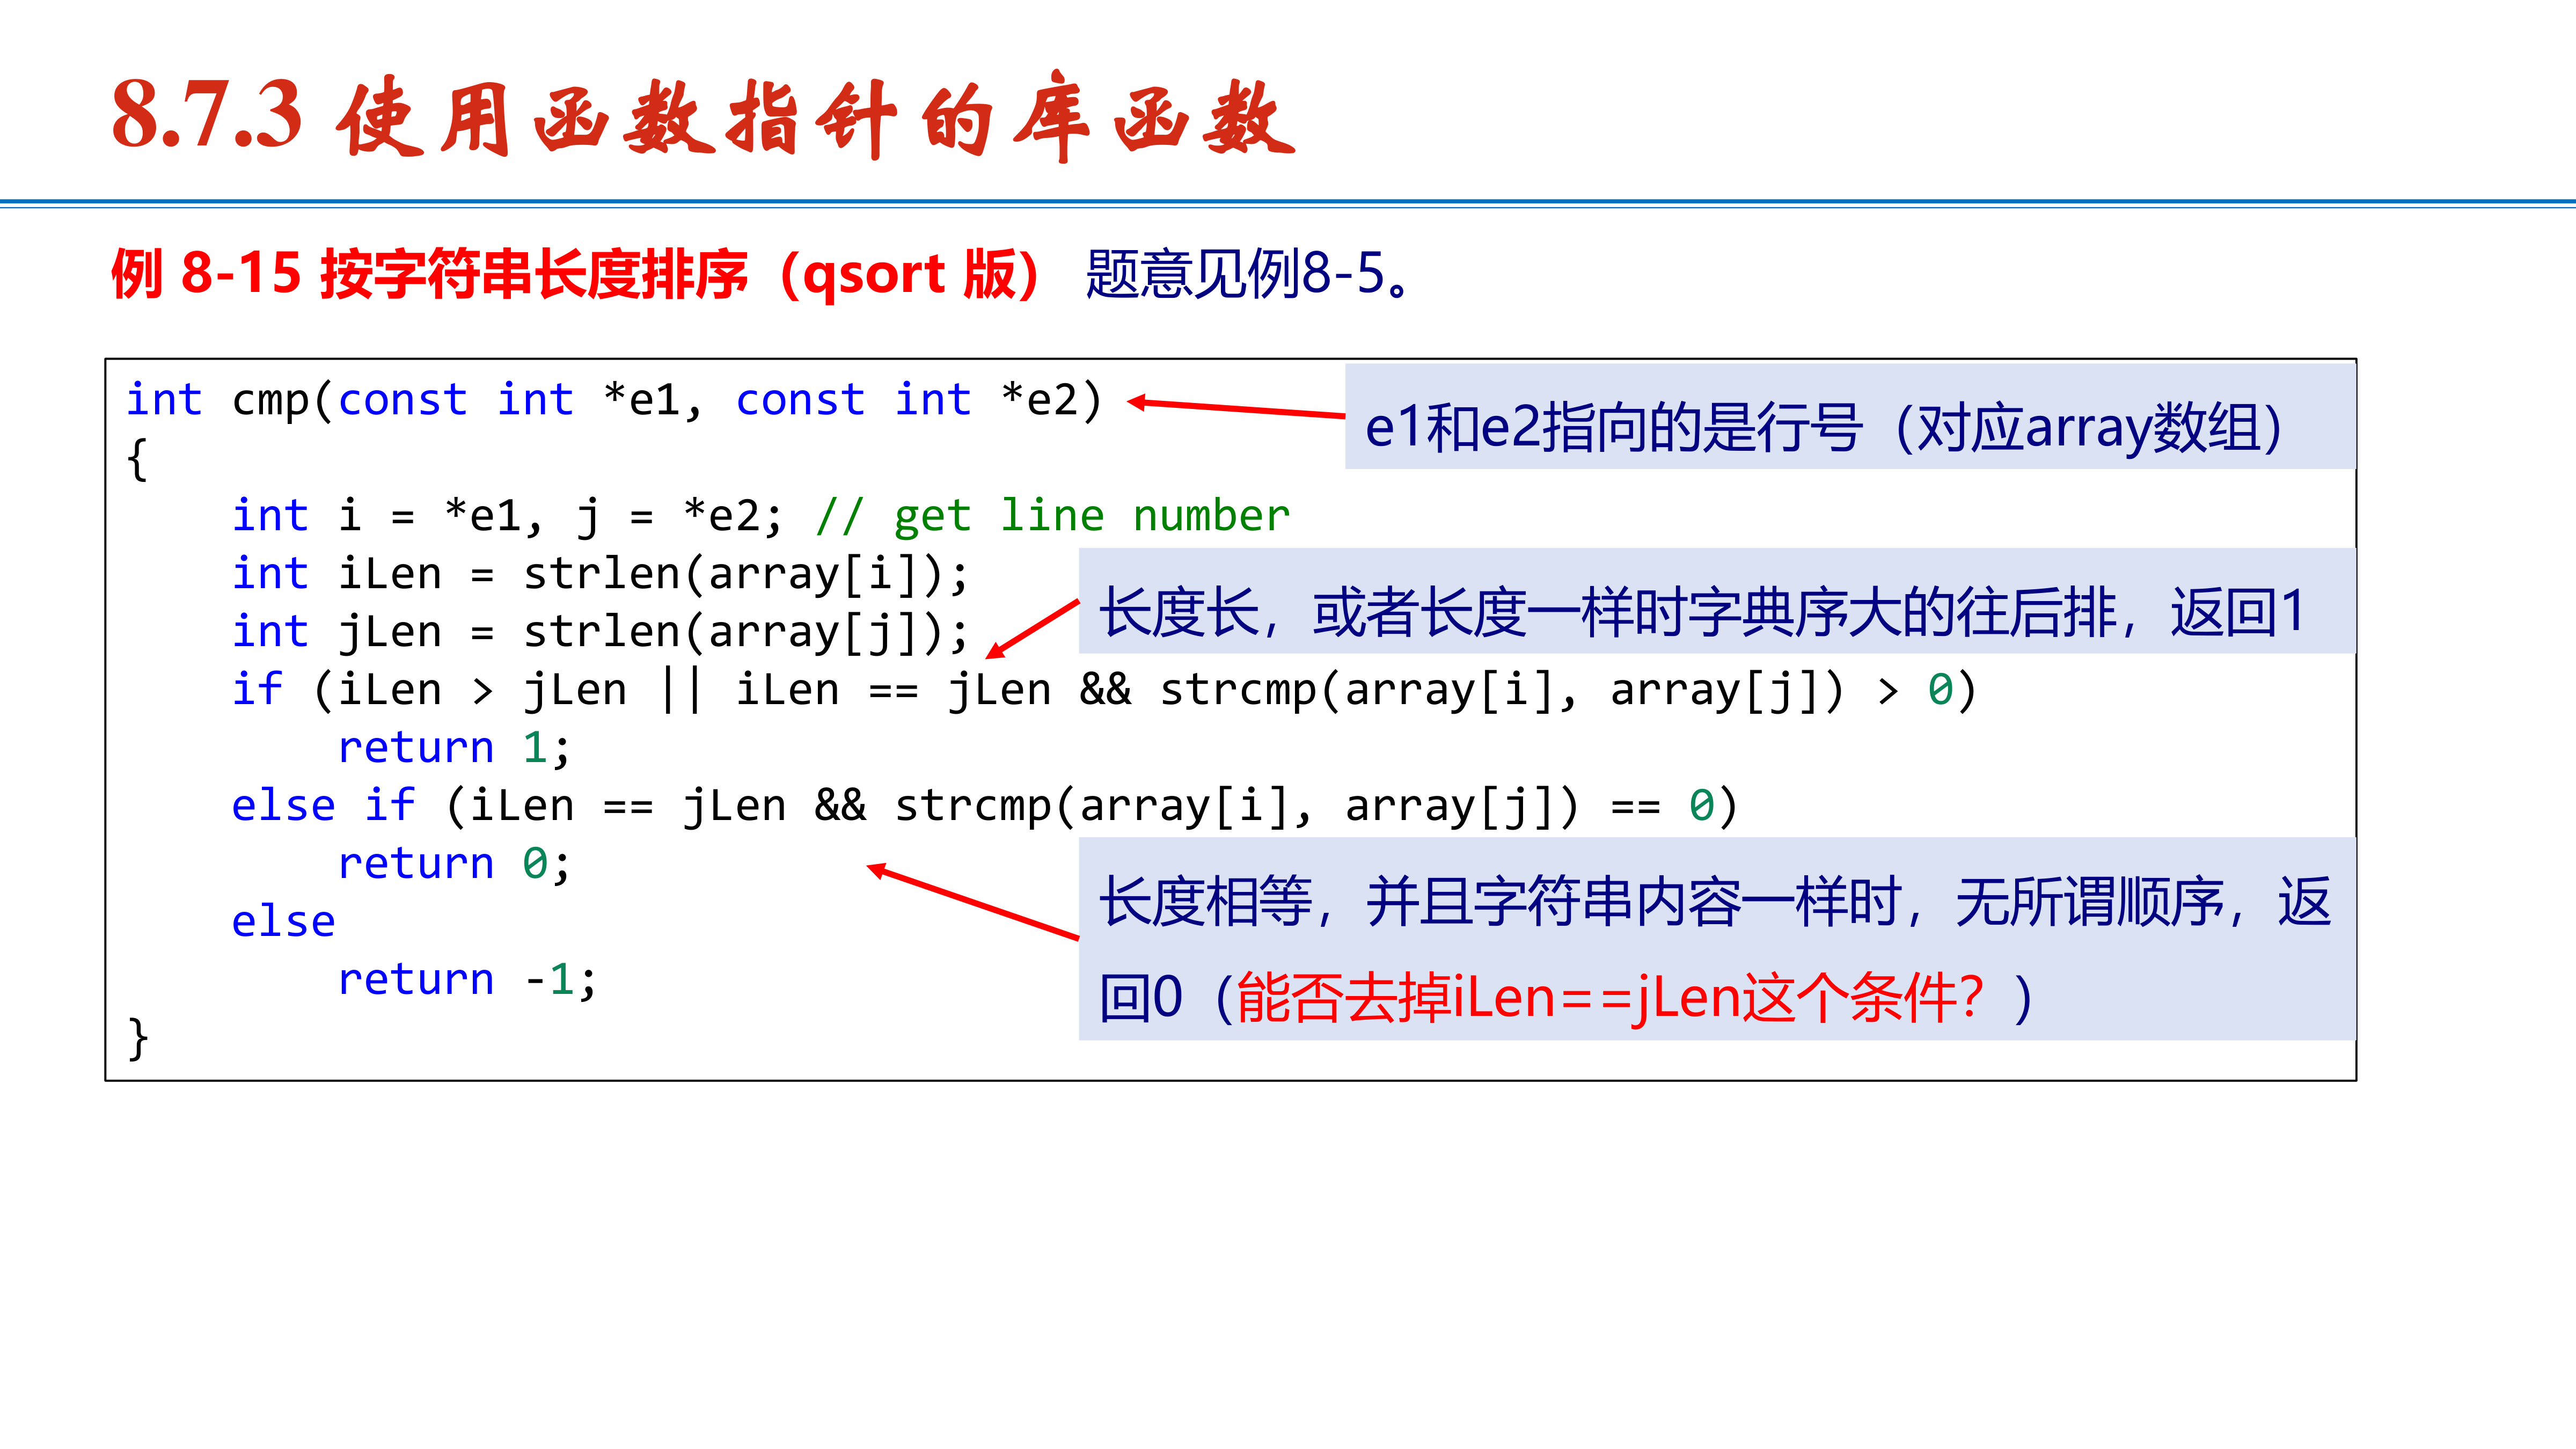 8.7.3 使用函数指针的库函数
例 8-15 按字符串长度排序（qsort 版） 题意见例8-5。
int cmp(const int *e1, const int *e2)
e1和e2指向的是行号（对应array数组）
{
    int i = *e1, j = *e2; // get line number
    int iLen = strlen(array[i]);
    int jLen = strlen(array[j]);
长度长，或者长度一样时字典序大的往后排，返回1
    if (iLen > jLen || iLen == jLen && strcmp(array[i], array[j]) > 0)
        return 1;
    else if (iLen == jLen && strcmp(array[i], array[j]) == 0)
        return 0;
长度相等，并且字符串内容一样时，无所谓顺序，返
回0（能否去掉iLen==jLen这个条件？）
    else
        return -1;
}